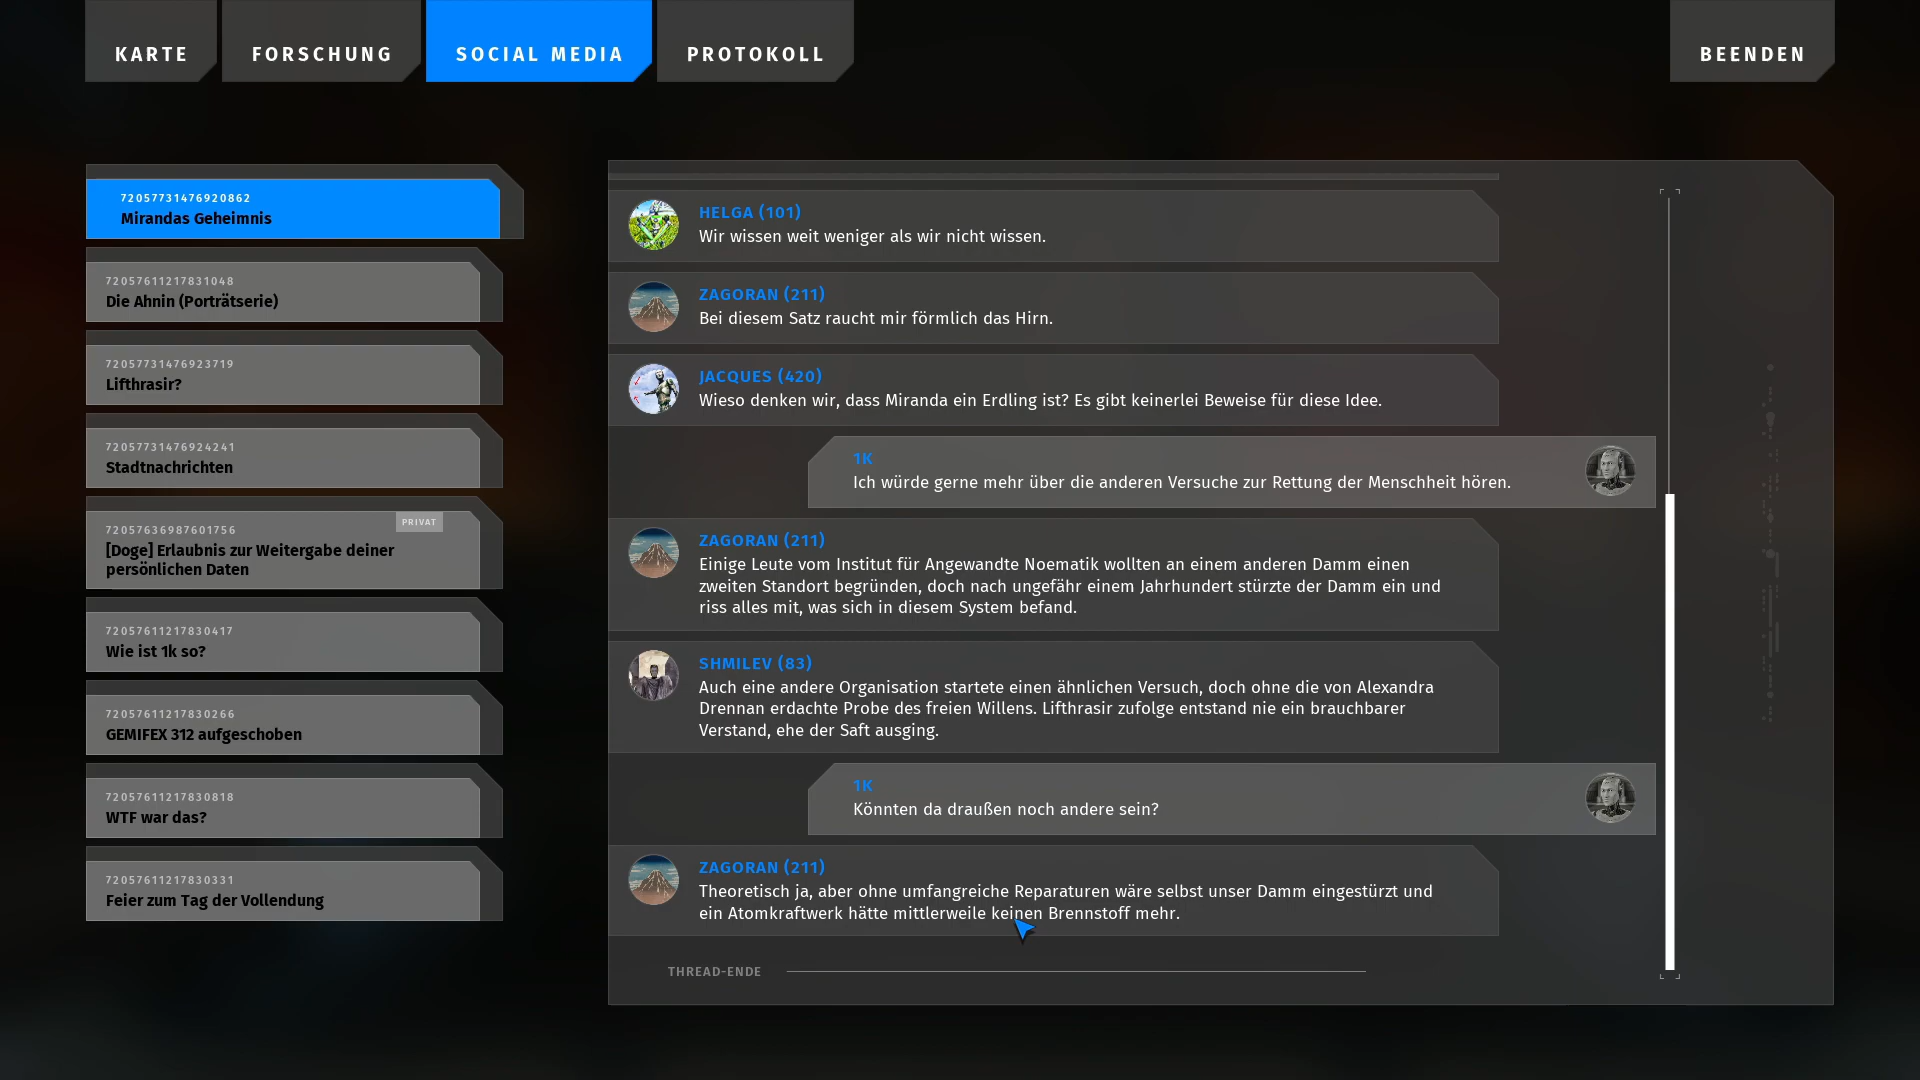 KARTE
FORSCHUNG
SOCIAL MEDIA
PROTOKOLL
BEENDEN
72057731476920862
Mirandas Geheimnis
72057611217831048
Die Ahnin (Porträtserie)
72057731476923719
Lifthrasir?
72057731476924241
Stadtnachrichten
PRIVAT
72057636987601756
[Doge] Erlaubnis zur Weitergabe deiner
persönlichen Daten
72057611217830417
Wie ist 1k so?
72057611217830266
GEMIFEX 312 aufgeschoben
72057611217830818
WTF war das?
72057611217830331
Feier zum Tag der Vollendung
HELGA (101)
Wir wissen weit weniger als wir nicht wissen.
ZAGORAN (211)
Bei diesem Satz raucht mir förmlich das Hirn.
JACQUES (420)
Wieso denken wir, dass Miranda ein Erdling ist? Es gibt keinerlei Beweise für diese Idee.
1K
Ich würde gerne mehr über die anderen Versuche zur Rettung der Menschheit hören.
ZAGORAN (211)
Einige Leute vom Institut für Angewandte Noematik wollten an einem anderen Damm einen
zweiten Standort begründen, doch nach ungefähr einem Jahrhundert stürzte der Damm ein und
riss alles mit, was sich in diesem System befand.
SHMILEV (83)
Auch eine andere Organisation startete einen ähnlichen Versuch, doch ohne die von Alexandra
Drennan erdachte Probe des freien Willens. Lifthrasir zufolge entstand nie ein brauchbarer
Verstand, ehe der Saft ausging.
1K
Könnten da draußen noch andere sein?
ZAGORAN (211)
Theoretisch ja, aber ohne umfangreiche Reparaturen wäre selbst unser Damm eingestürzt und
ein Atomkraftwerk hätte mittlerweile keinen Brennstoff mehr.
THREAD-ENDE